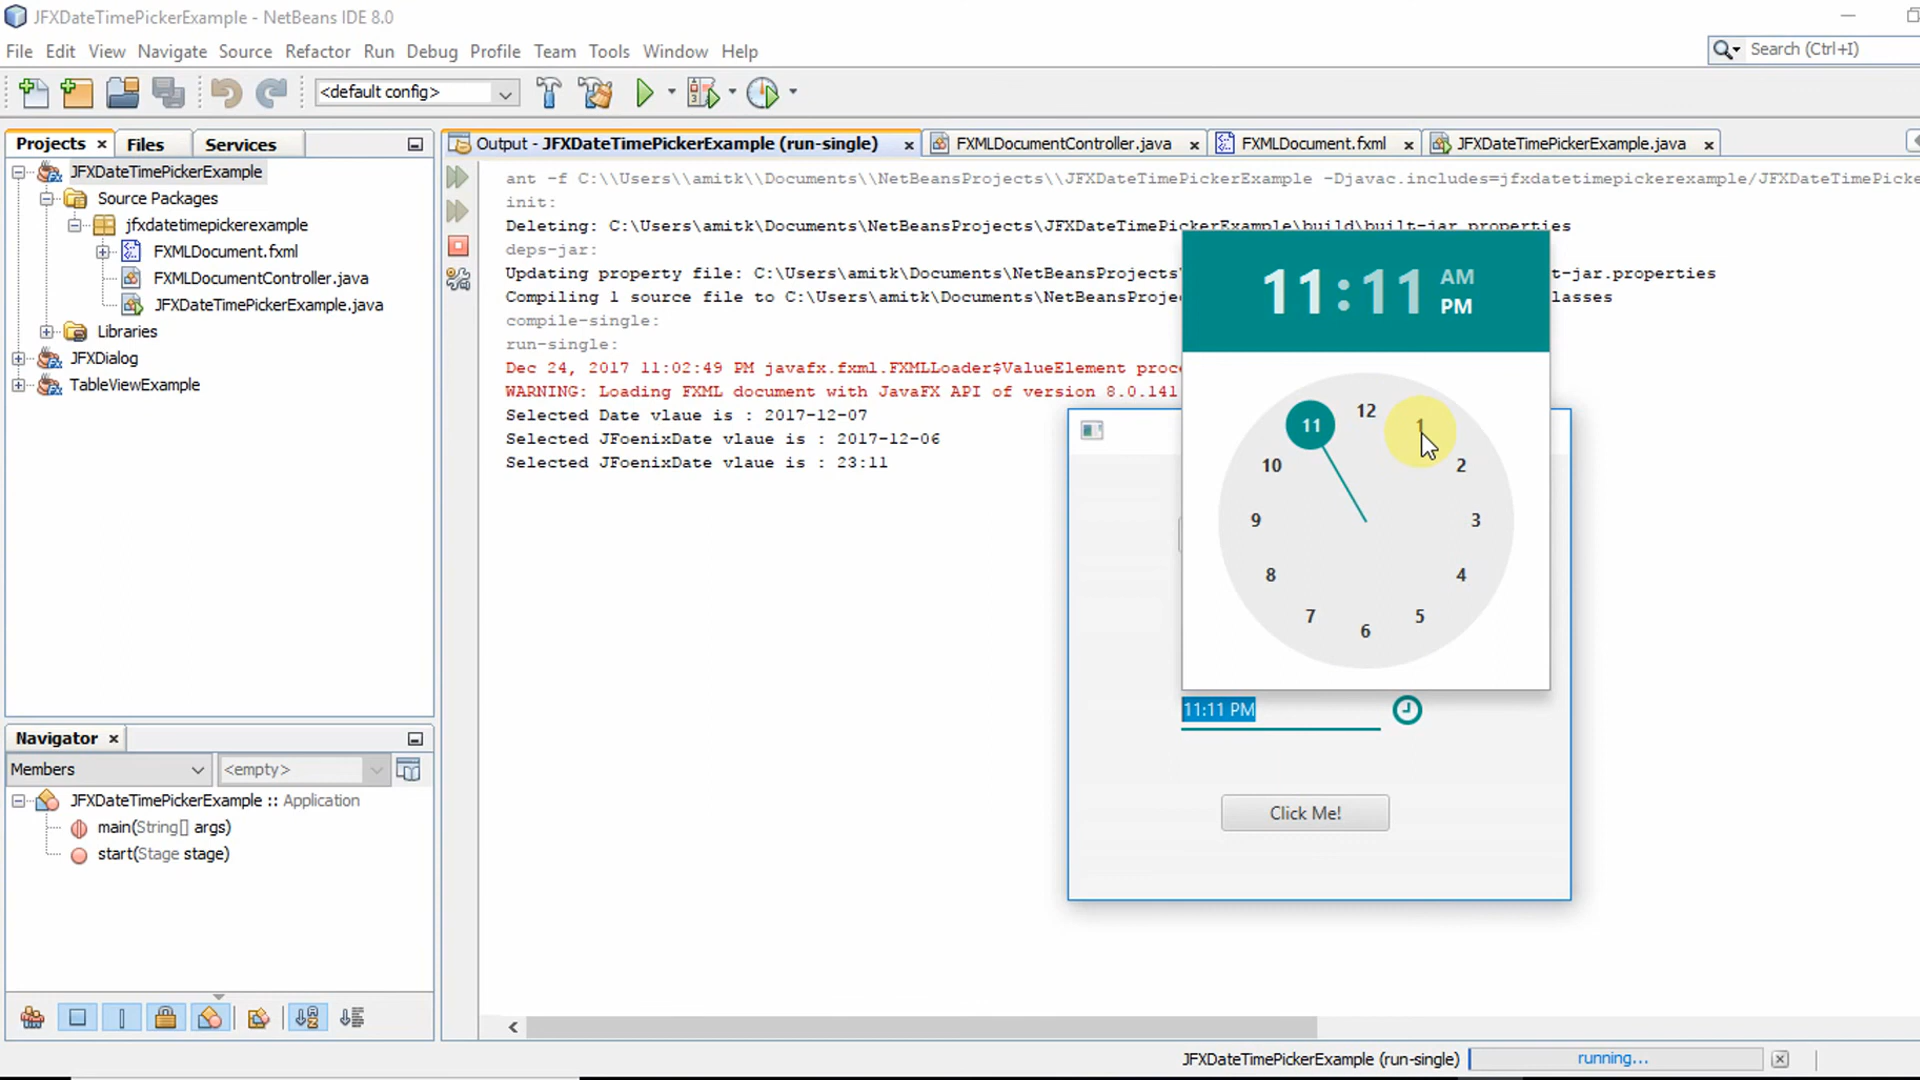 JFXDateTimePickerExample - NetBeans IDE 8.0
File Edit View Navigate Source Refactor Run Debug Profile Team Tools Window Help
Search (Ctrl+I)
<default config>
Projects Files Services
JFXDateTimePickerExample
Source Packages
jfxdatetimepickerexample
FXMLDocument.fxml
FXMLDocumentController.java
JFXDateTimePickerExample.java
Libraries
JFXDialog
TableViewExample
Navigator
Members <empty>
JFXDateTimePickerExample :: Application
main(String[] args)
start(Stage stage)
Output - JFXDateTimePickerExample (run-single) FXMLDocumentController.java FXMLDocument.fxml JFXDateTimePickerExample.java
ant -f C:\\Users\\amitk\\Documents\\NetBeansProjects\\JFXDateTimePickerExample -Djavac.includes=jfxdatetimepickerexample/JFXDateTimePicke
init:
Deleting: C:\Users\amitk\Documents\NetBeansProjects\JFXDateTimePickerExample\build\built-jar.properties
deps-jar:
Updating property file: C:\Users\amitk\Documents\NetBeansProjects t-jar.properties
Compiling 1 source file to C:\Users\amitk\Documents\NetBeansProjec lasses
compile-single:
run-single:
Dec 24, 2017 11:02:49 PM javafx.fxml.FXMLLoader$ValueElement proce
WARNING: Loading FXML document with JavaFX API of version 8.0.141
Selected Date vlaue is : 2017-12-07
Selected JFoenixDate vlaue is : 2017-12-06
Selected JFoenixDate vlaue is : 23:11
11:11 AM
PM
12
11 1
10 2
9 3
8 4
7 5
6
11:11 PM
Click Me!
JFXDateTimePickerExample (run-single) running...